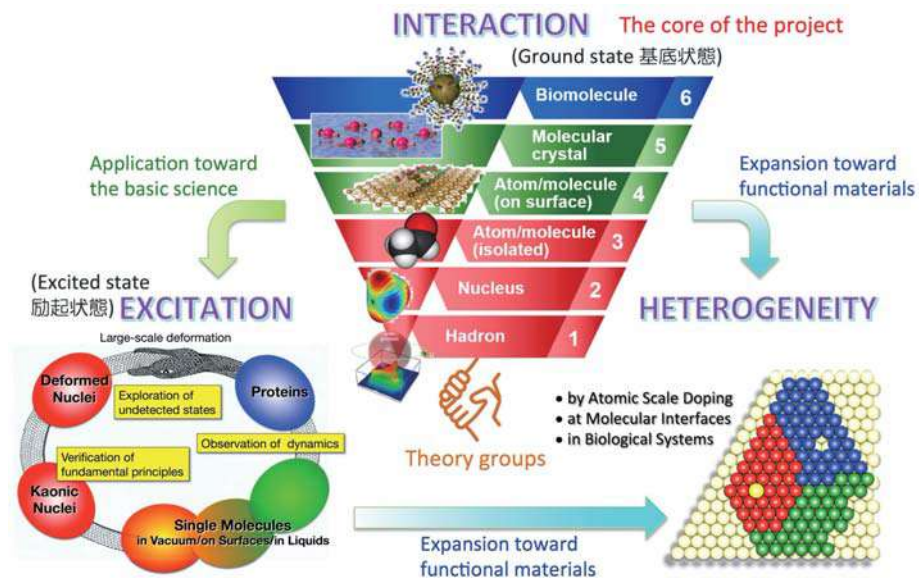 INTERACTION
The core of the project
(Ground state 基底状態)
Biomolecule 6
Molecular
crystal
5
Atom/molecule
(on surface)
4
Atom/molecule
(isolated)
3
Nucleus 2
Hadron 1
Theory groups
Application toward
the basic science
Expansion toward
functional materials
(Excited state
励起状態) EXCITATION
Large-scale deformation
Deformed
Nuclei
Proteins
Exploration of
undetected states
Observation of dynamics
Verification of
fundamental principles
Kaonic
Nuclei
Single Molecules
in Vacuum/on Surfaces/in Liquids
HETEROGENEITY
• by Atomic Scale Doping
• at Molecular Interfaces
• in Biological Systems
Expansion toward
functional materials